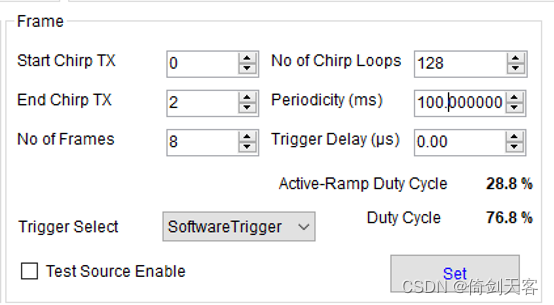 Frame
Start Chirp TX 0 No of Chirp Loops 128
End Chirp TX 2 Periodicity (ms) 100.000000
No of Frames 8 Trigger Delay (µs) 0.00
Active-Ramp Duty Cycle 28.8 %
Trigger Select SoftwareTrigger Duty Cycle 76.8 %
Test Source Enable Set
CSDN @倚剑天客